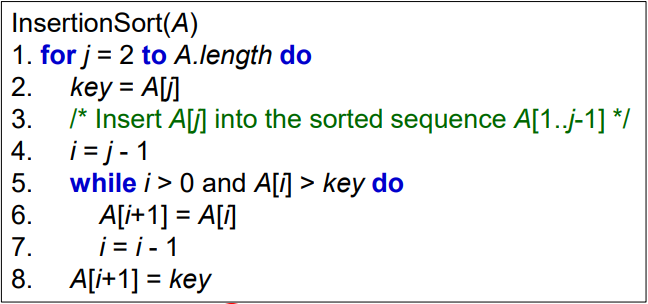 InsertionSort(A)
1. for j = 2 to A.length do
2. key = A[j]
3. /* Insert A[j] into the sorted sequence A[1..j-1] */
4. i = j - 1
5. while i > 0 and A[i] > key do
6. A[i+1] = A[i]
7. i = i - 1
8. A[i+1] = key